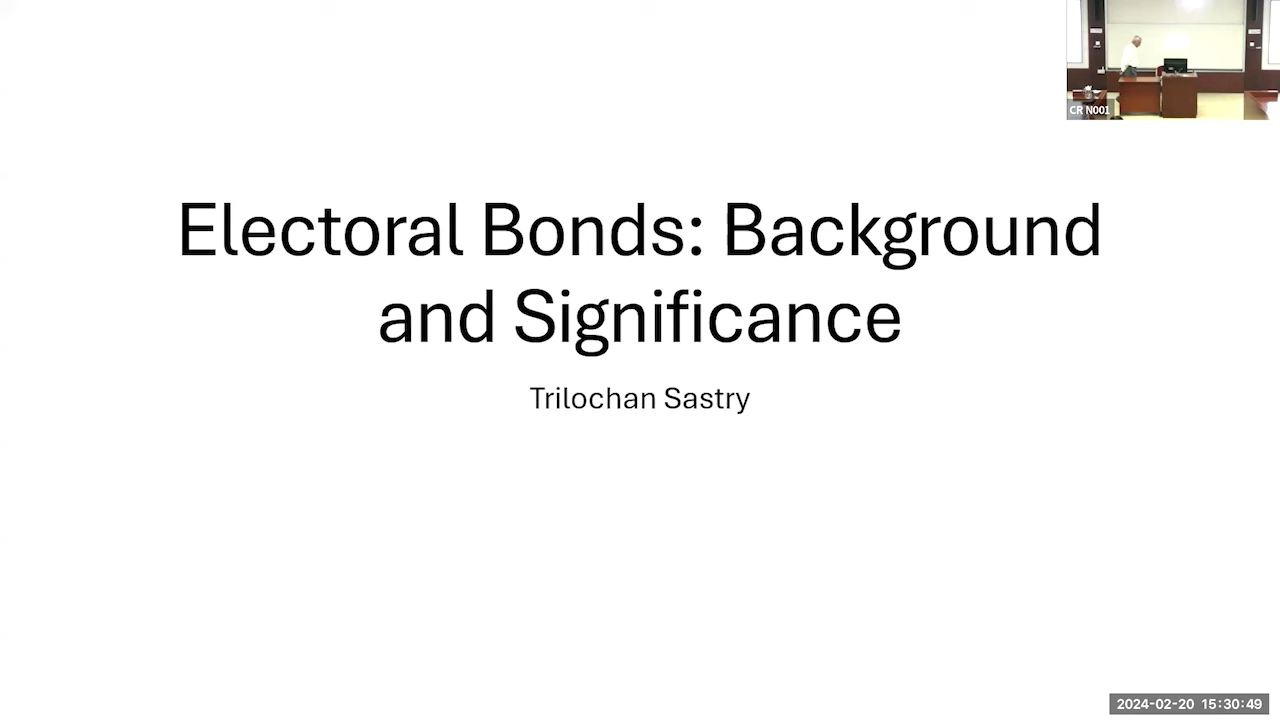 CR N001
Electoral Bonds: Background
and Significance
Trilochan Sastry
2024-02-20 15:30:49